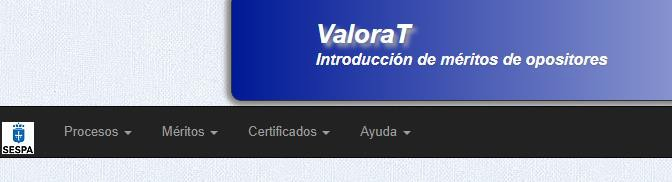 ValoraT
Introducción de méritos de opositores
Procesos
Méritos
Certificados
Ayuda
SESPA